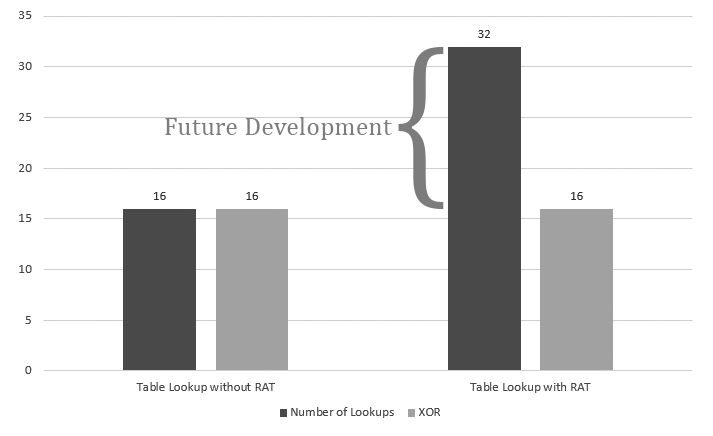 35
30
25
20
15
10
5
0
16
16
32
16
Future Development
Table Lookup without RAT
Table Lookup with RAT
Number of Lookups
XOR